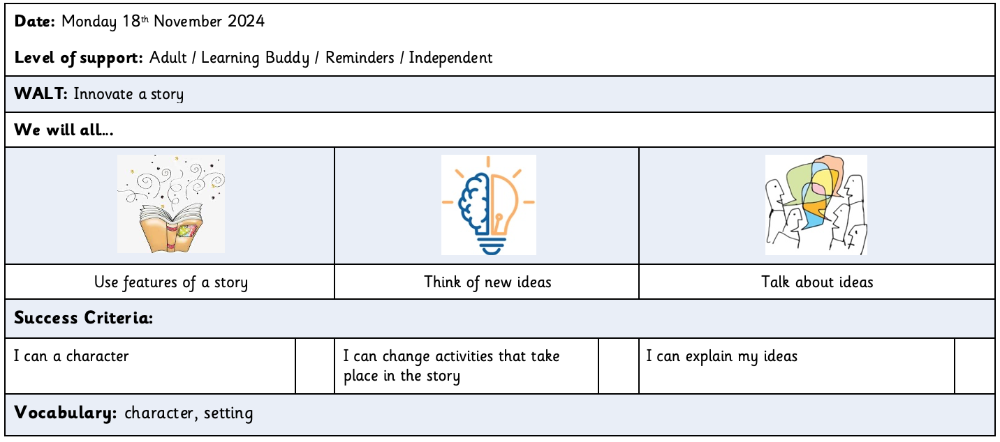 Date: Monday 18th November 2024
Level of support: Adult / Learning Buddy / Reminders / Independent
WALT: Innovate a story
We will all...
Use features of a story
Think of new ideas
Talk about ideas
Success Criteria:
I can a character
I can change activities that take
place in the story
I can explain my ideas
Vocabulary: character, setting